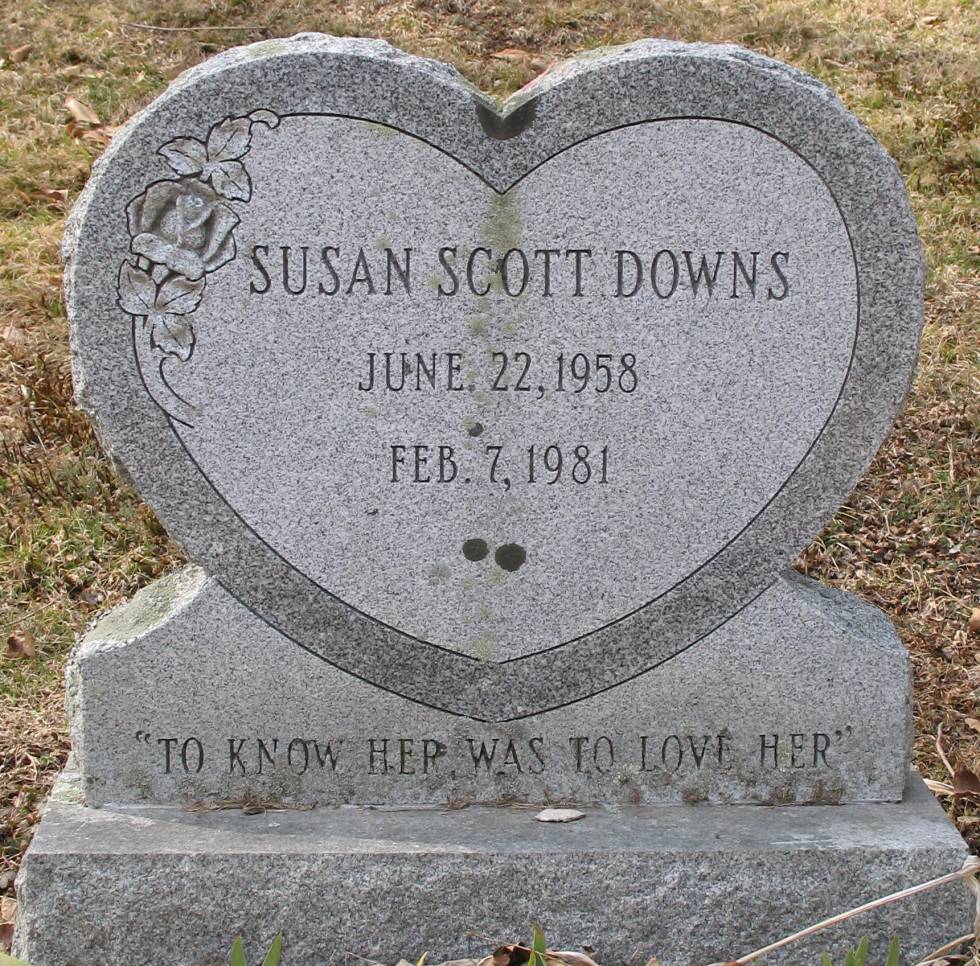 SUSAN SCOTT DOWNS
JUNE 22, 1958
FEB. 7, 1981
"TO KNOW HER WAS TO LOVE HER"